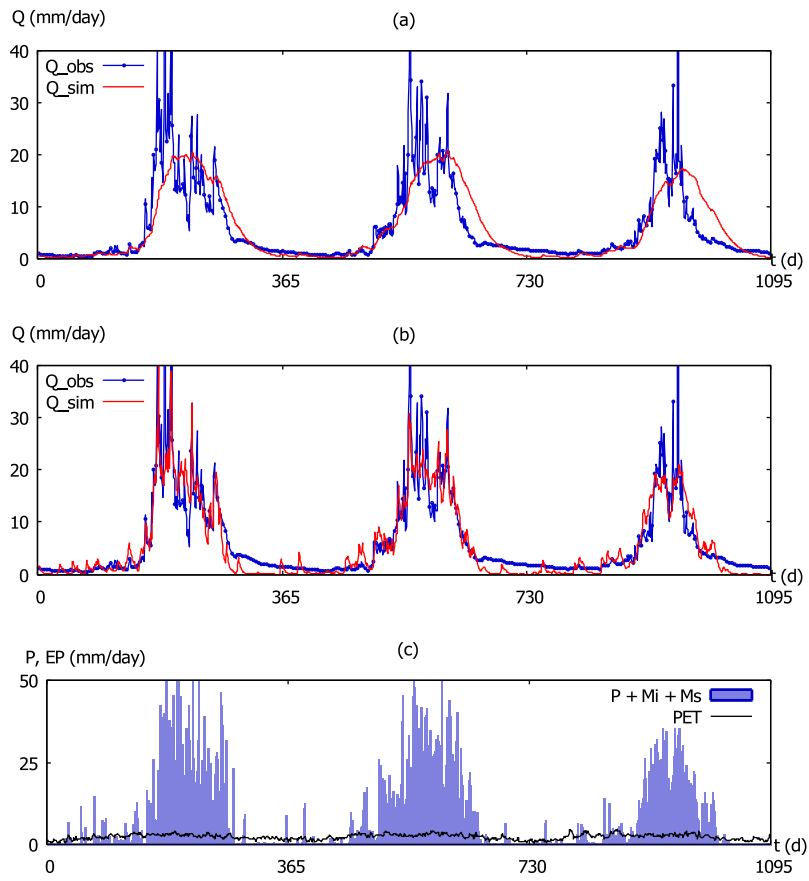 Q (mm/day)
(a)
40
30
20
10
0
Q_obs
Q_sim
0
365
730
1095
t (d)
Q (mm/day)
(b)
40
30
20
10
0
Q_obs
Q_sim
0
365
730
1095
t (d)
P, EP (mm/day)
(c)
50
25
0
P + Mi + Ms
PET
0
365
730
1095
t (d)